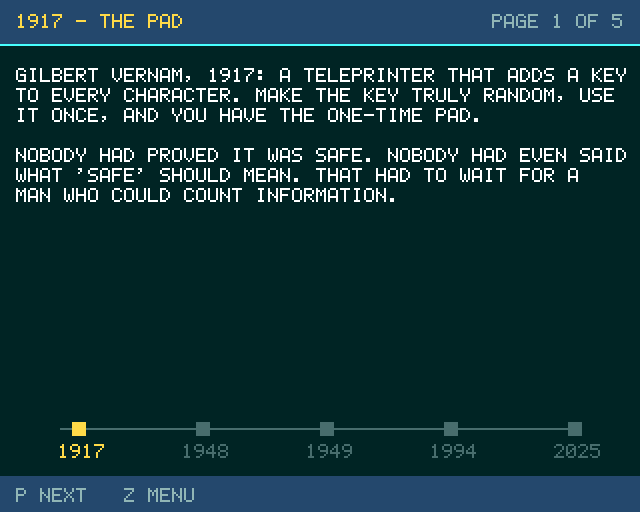 1917 - THE PAD
PAGE 1 OF 5
GILBERT VERNAM, 1917: A TELEPRINTER THAT ADDS A KEY
TO EVERY CHARACTER. MAKE THE KEY TRULY RANDOM, USE
IT ONCE, AND YOU HAVE THE ONE-TIME PAD.
NOBODY HAD PROVED IT WAS SAFE. NOBODY HAD EVEN SAID
WHAT 'SAFE' SHOULD MEAN. THAT HAD TO WAIT FOR A
MAN WHO COULD COUNT INFORMATION.
1917 1948 1949 1994 2025
P NEXT Z MENU